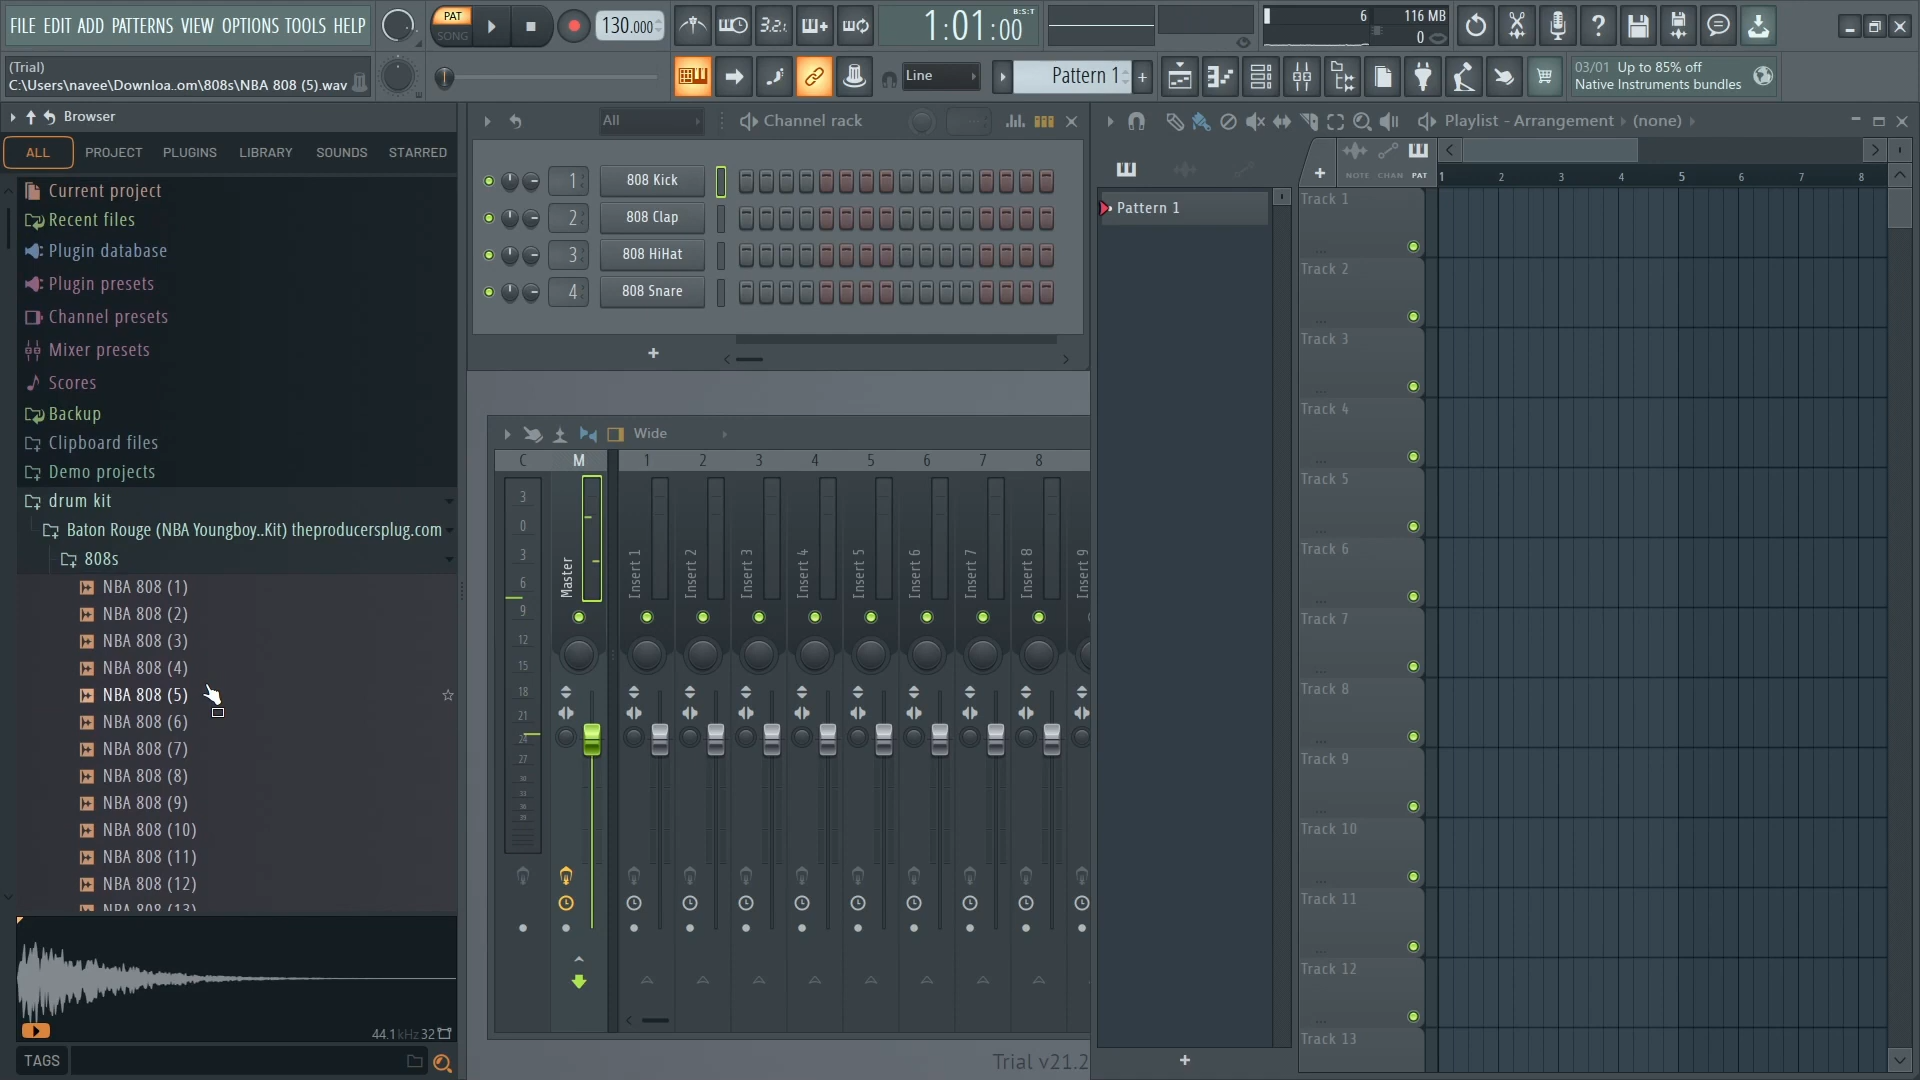 FILE EDIT ADD PATTERNS VIEW OPTIONS TOOLS HELP
PAT
SONG
130.000
3.2.
1:01:00
B:S:T
6
116 MB
0
(Trial)
C:\Users\navee\Downloa..om\808s\NBA 808 (5).wav
Line
Pattern 1
03/01 Up to 85% off
Native Instruments bundles
Browser
ALL
PROJECT
PLUGINS
LIBRARY
SOUNDS
STARRED
Current project
Recent files
Plugin database
Plugin presets
Channel presets
Mixer presets
Scores
Backup
Clipboard files
Demo projects
drum kit
Baton Rouge (NBA Youngboy..Kit) theproducersplug.com
808s
NBA 808 (1)
NBA 808 (2)
NBA 808 (3)
NBA 808 (4)
NBA 808 (5)
NBA 808 (6)
NBA 808 (7)
NBA 808 (8)
NBA 808 (9)
NBA 808 (10)
NBA 808 (11)
NBA 808 (12)
NBA 808 (13)
44.1kHz 32
TAGS
All
Channel rack
1 808 Kick
2 808 Clap
3 808 HiHat
4 808 Snare
Wide
C M 1 2 3 4 5 6 7 8
3
0
3
6
9
12
15
18
21
24
27
30
33
36
39
Master
Insert 1
Insert 2
Insert 3
Insert 4
Insert 5
Insert 6
Insert 7
Insert 8
Insert 9
Trial v21.2
Playlist - Arrangement (none)
NOTE CHAN PAT
1 2 3 4 5 6 7 8
Pattern 1
Track 1
Track 2
Track 3
Track 4
Track 5
Track 6
Track 7
Track 8
Track 9
Track 10
Track 11
Track 12
Track 13